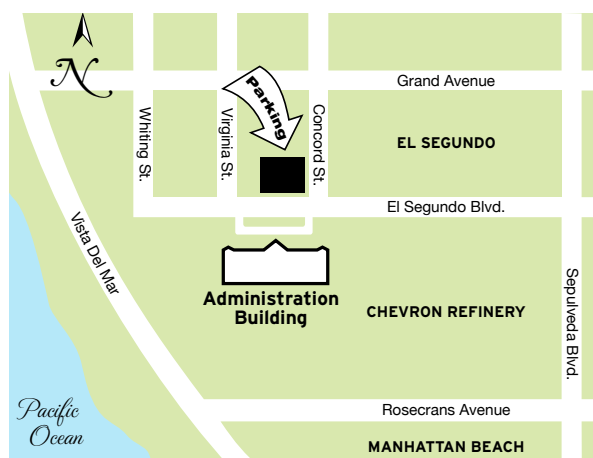 N
Grand Avenue
Parking
Whiting St.
Virginia St.
Concord St.
EL SEGUNDO
El Segundo Blvd.
Vista Del Mar
Administration
Building
CHEVRON REFINERY
Sepulveda Blvd.
Pacific
Ocean
Rosecrans Avenue
MANHATTAN BEACH